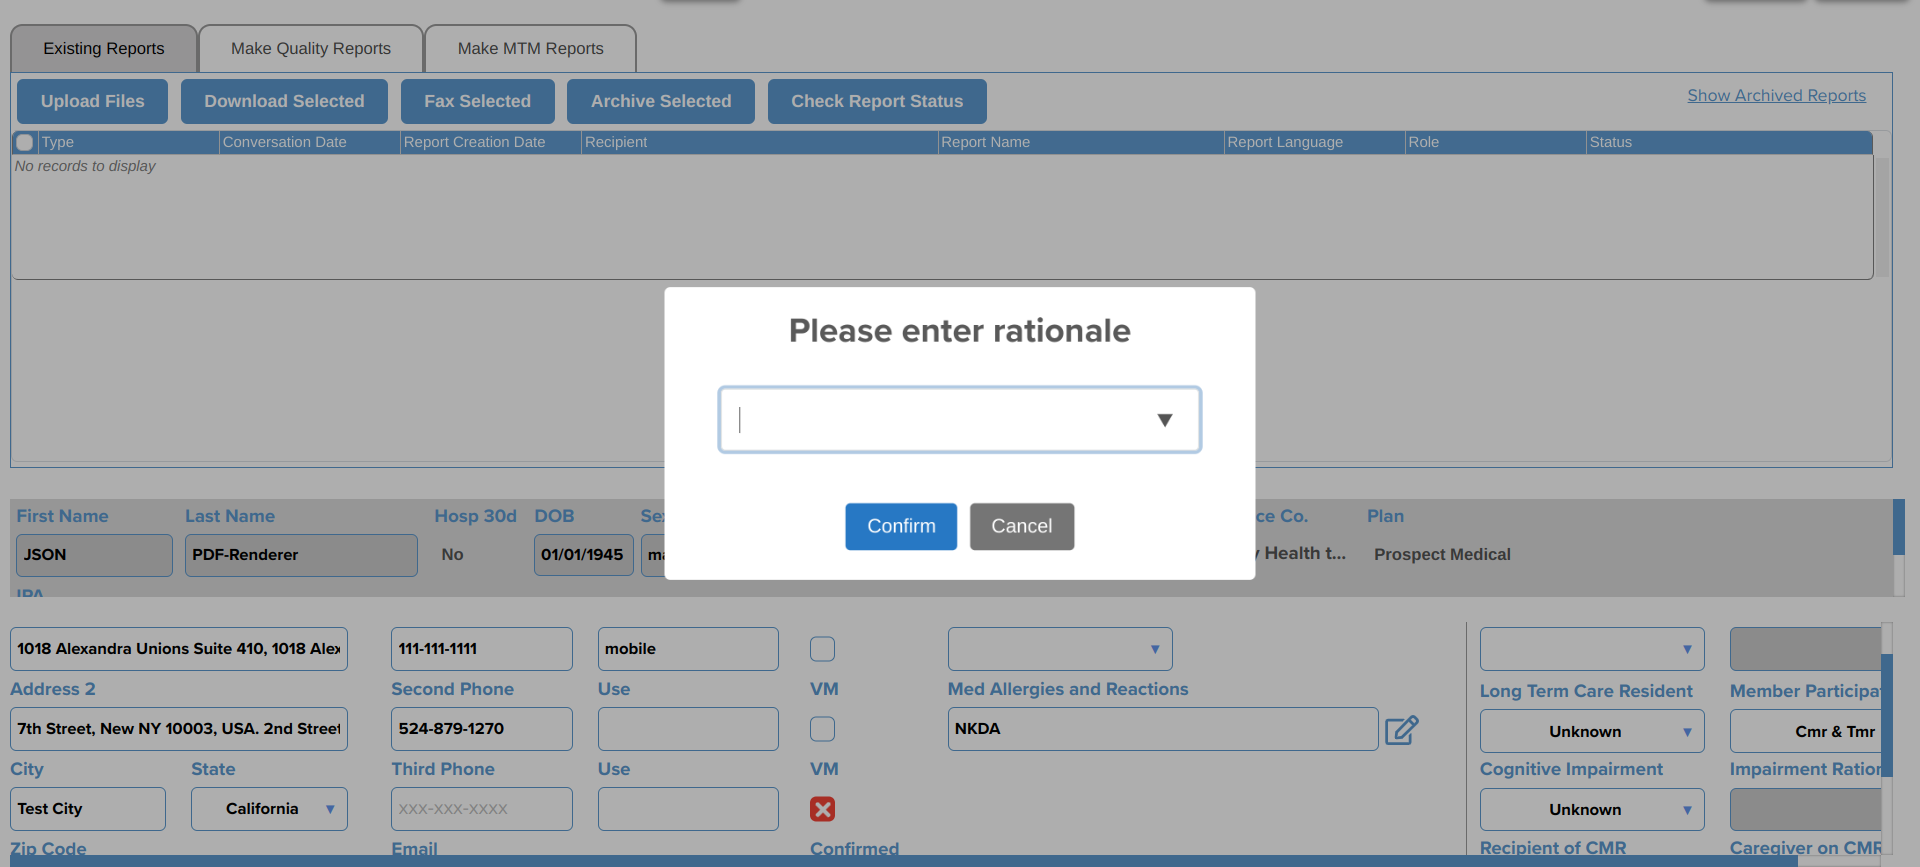 Existing Reports Make Quality Reports Make MTM Reports
Upload Files Download Selected Fax Selected Archive Selected Check Report Status Show Archived Reports
Type Conversation Date Report Creation Date Recipient Report Name Report Language Role Status
No records to display
Please enter rationale
Confirm Cancel
First Name Last Name Hosp 30d DOB Plan
JSON PDF-Renderer No 01/01/1945 Health t... Prospect Medical
IPA
1018 Alexandra Unions Suite 410, 1018 Alex 111-111-1111 mobile
Address 2 Second Phone Use VM Med Allergies and Reactions Long Term Care Resident Member Participa
7th Street, New NY 10003, USA. 2nd Street 524-879-1270 NKDA Unknown Cmr & Tmr
City State Third Phone Use VM Cognitive Impairment Impairment Ration
Test City California xxx-xxx-xxxx Unknown
Zip Code Email Confirmed Recipient of CMR Caregiver on CMR